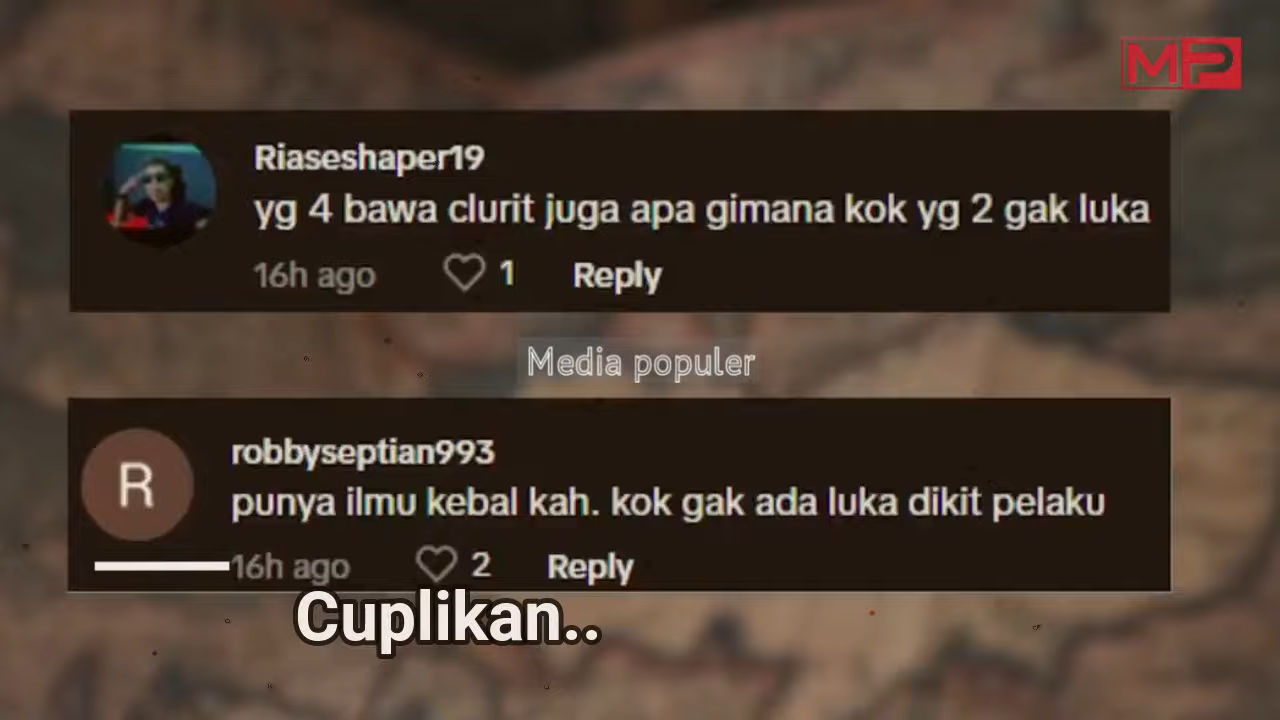 MP
Riaseshaper19
yg 4 bawa clurit juga apa gimana kok yg 2 gak luka
16h ago 1 Reply
Media populer
R
robbyseptian993
punya ilmu kebal kah. kok gak ada luka dikit pelaku
16h ago 2 Reply
Cuplikan..